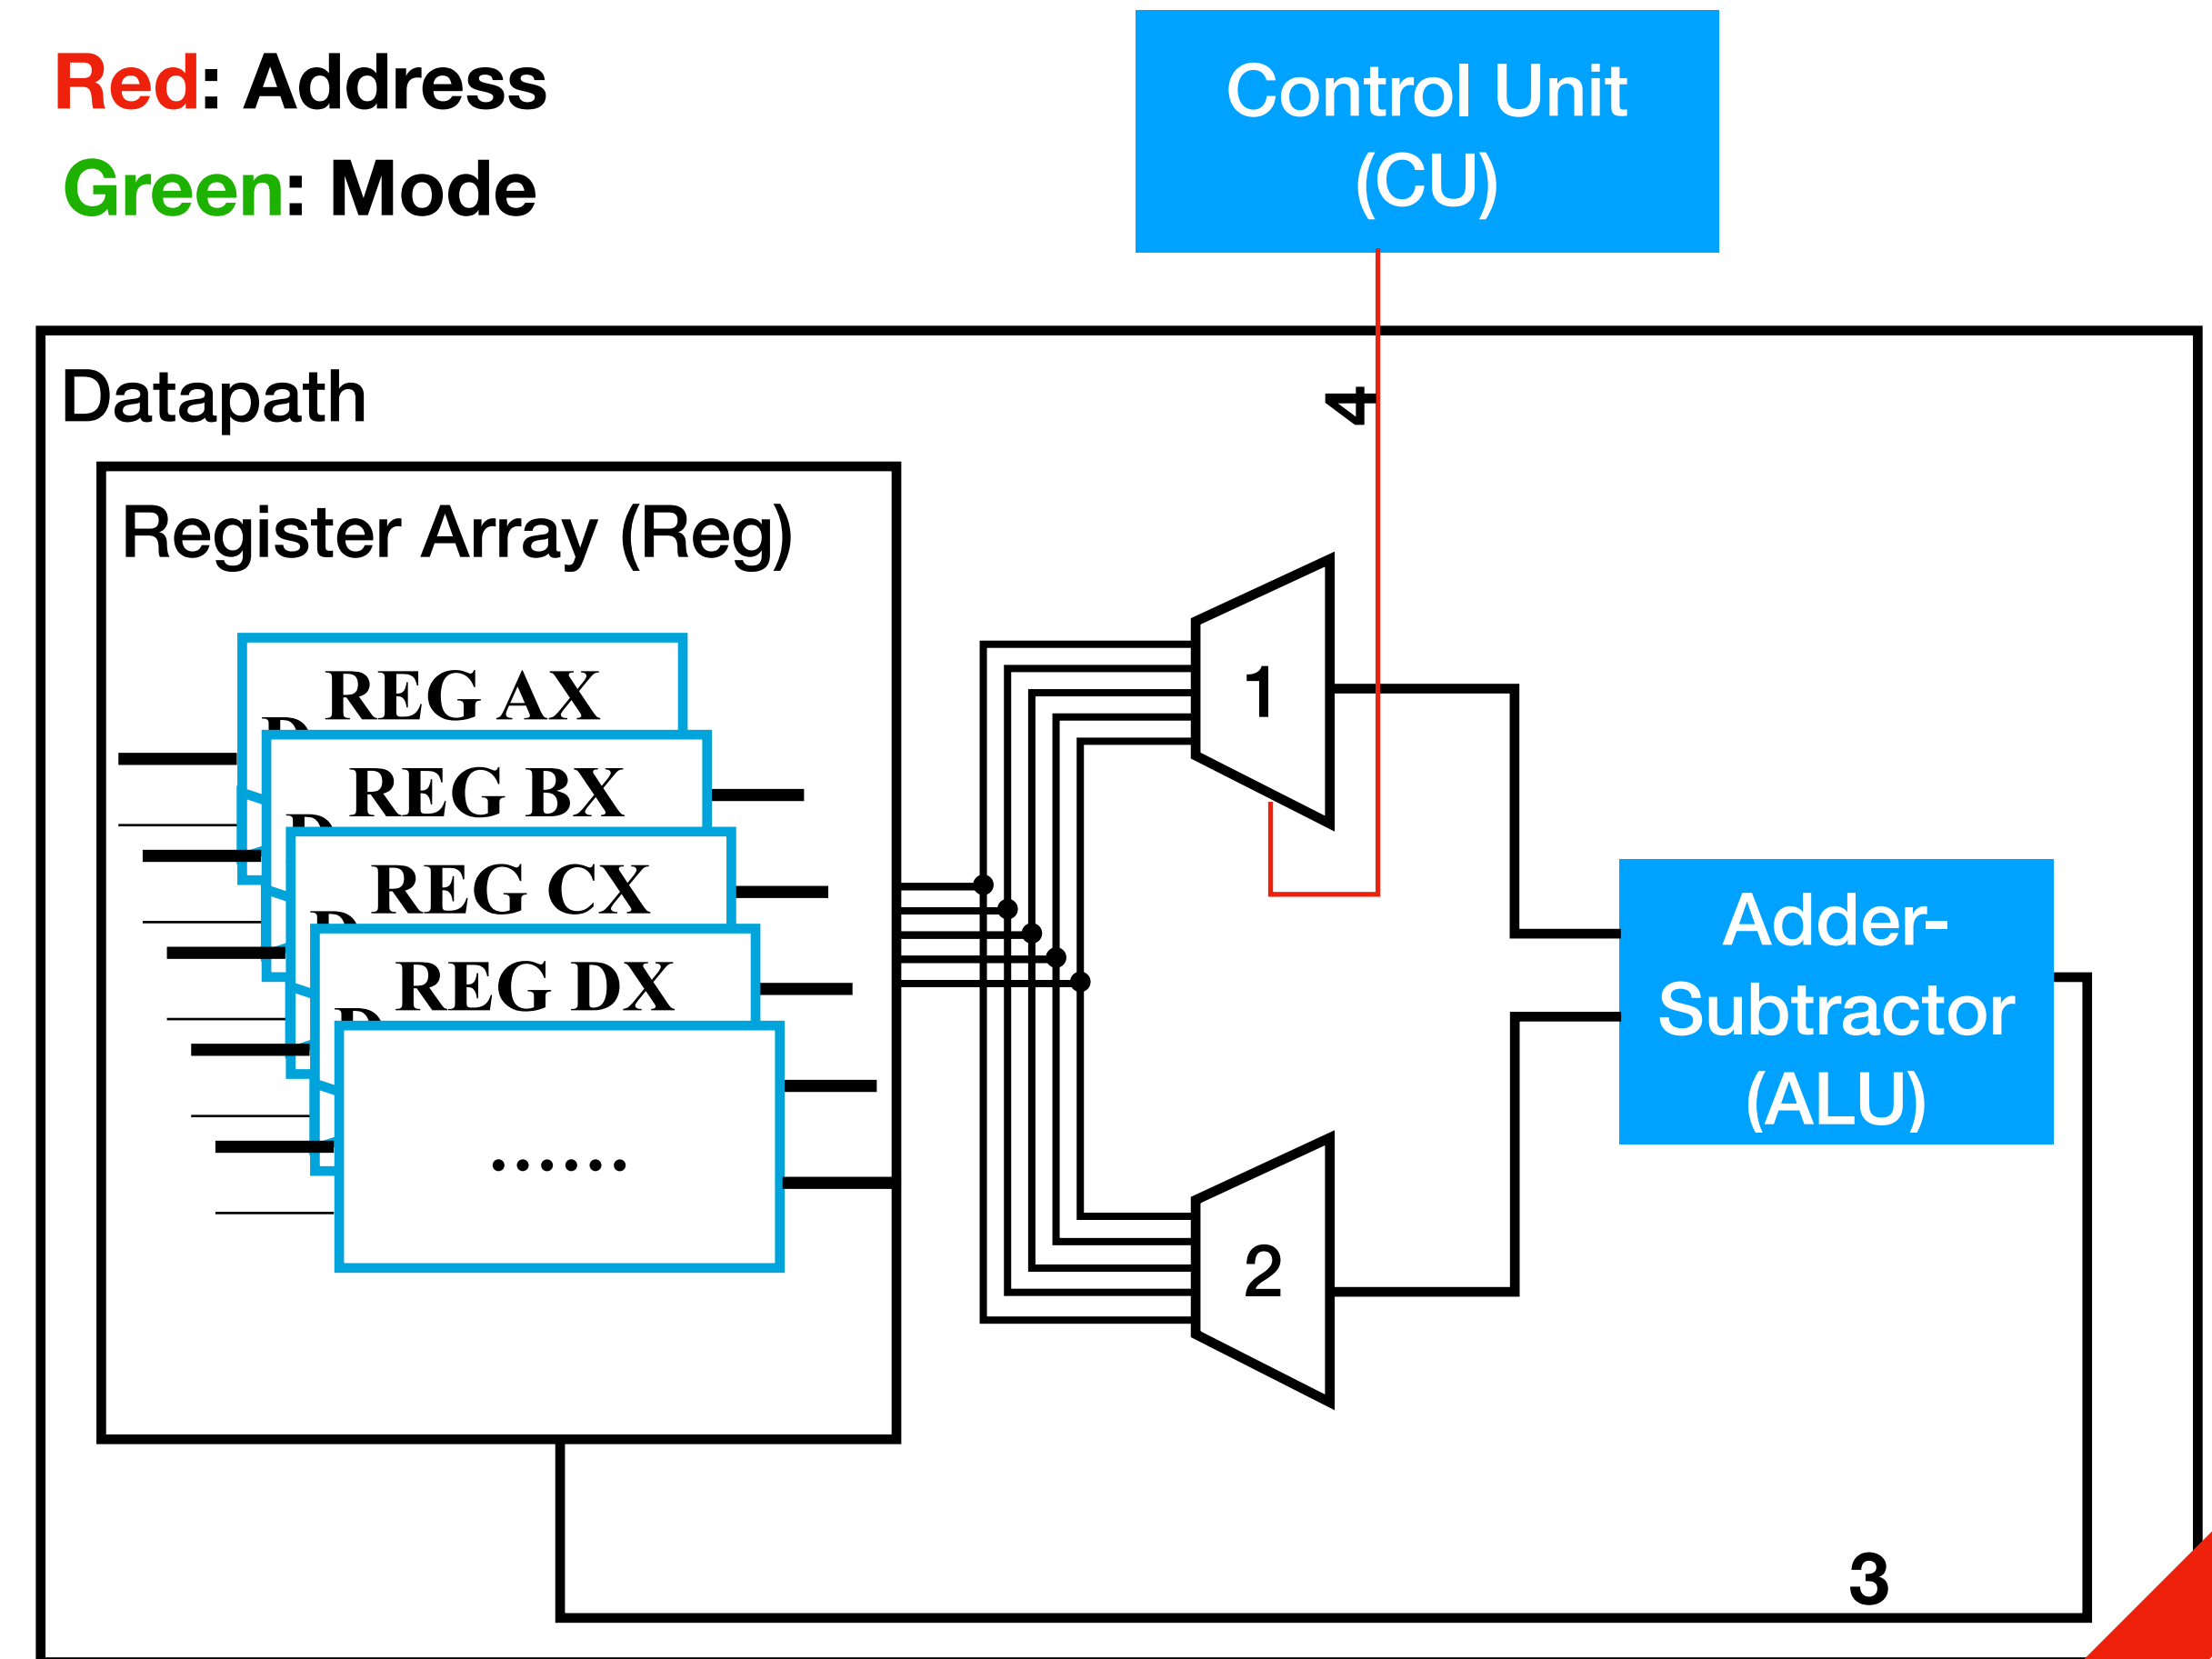 Red: Address
Green: Mode
Control Unit
(CU)
Datapath
4
Register Array (Reg)
REG AX
D
REG BX
D
REG CX
D
REG DX
D
.......
1
2
Adder-
Subtractor
(ALU)
3